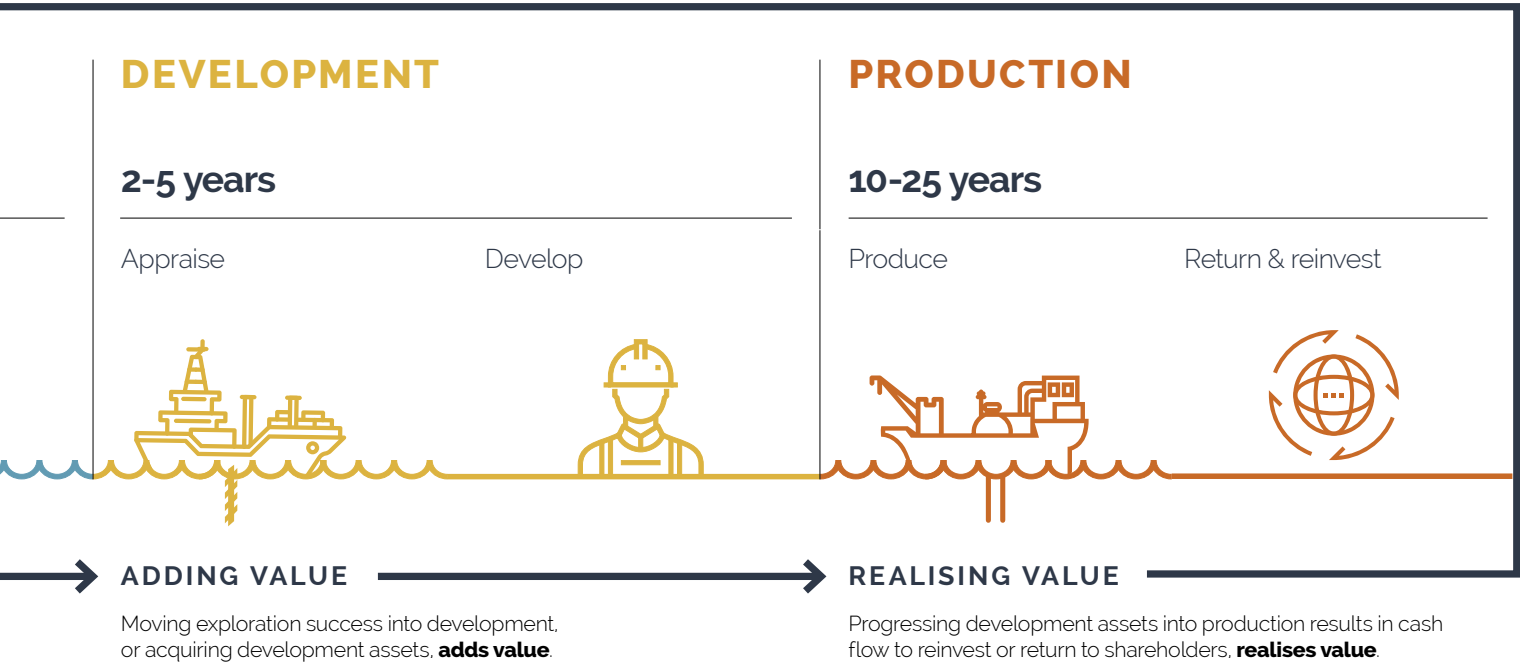 DEVELOPMENT
2-5 years
Appraise
Develop
ADDING VALUE
Moving exploration success into development,
or acquiring development assets, adds value.
PRODUCTION
10-25 years
Produce
Return & reinvest
REALISING VALUE
Progressing development assets into production results in cash
flow to reinvest or return to shareholders, realises value.